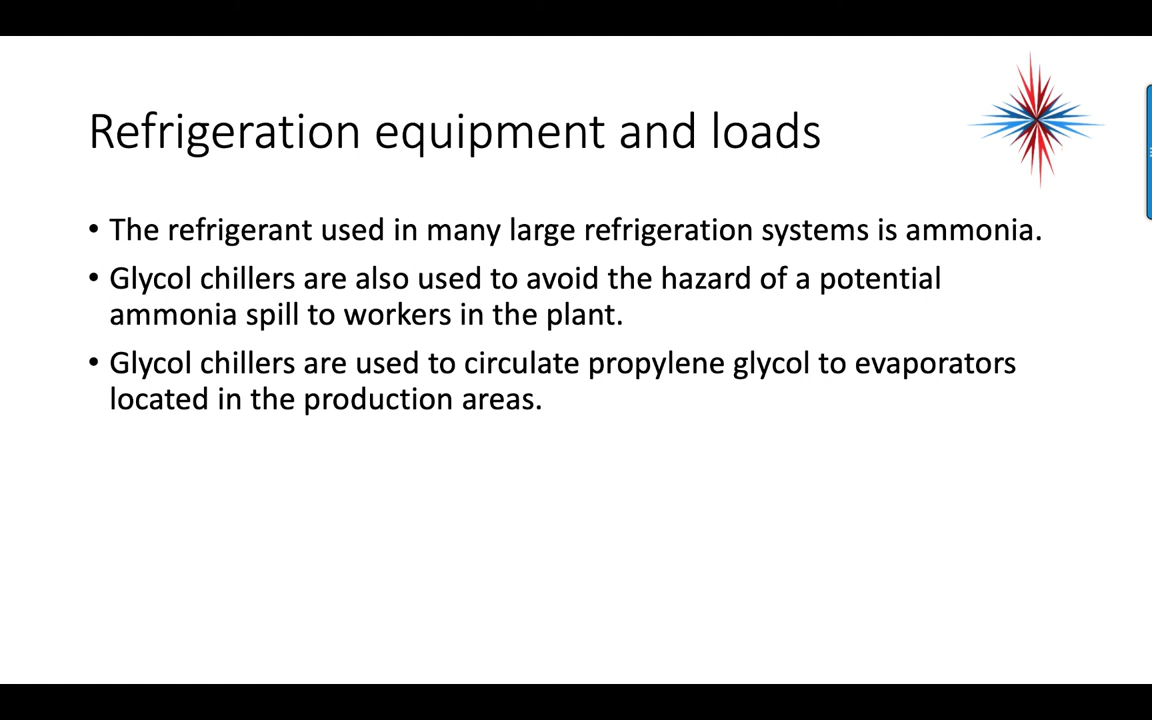 Refrigeration equipment and loads
• The refrigerant used in many large refrigeration systems is ammonia.
• Glycol chillers are also used to avoid the hazard of a potential
ammonia spill to workers in the plant.
• Glycol chillers are used to circulate propylene glycol to evaporators
located in the production areas.